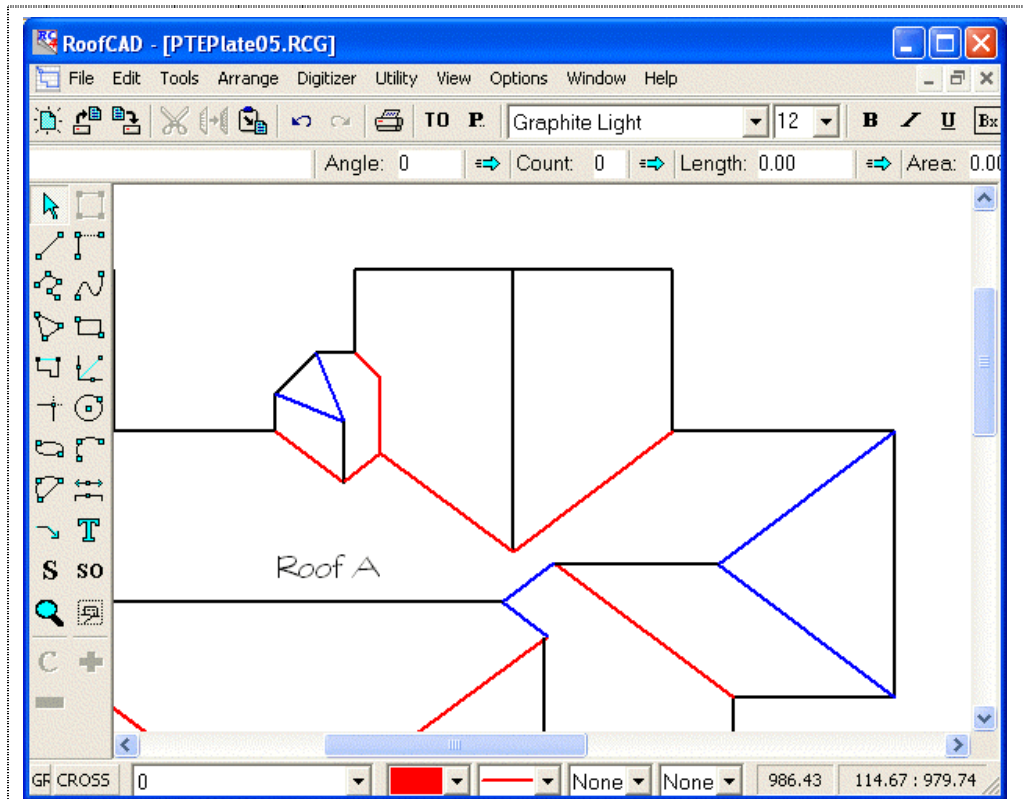 RoofCAD - [PTEPlate05.RCG]
File Edit Tools Arrange Digitizer Utility View Options Window Help
TO P. Graphite Light 12 B I U Bx
Angle: 0 Count: 0 Length: 0.00 Area: 0.00
T
S SO
Roof A
C
GF CROSS 0 None None 986.43 114.67 : 979.74